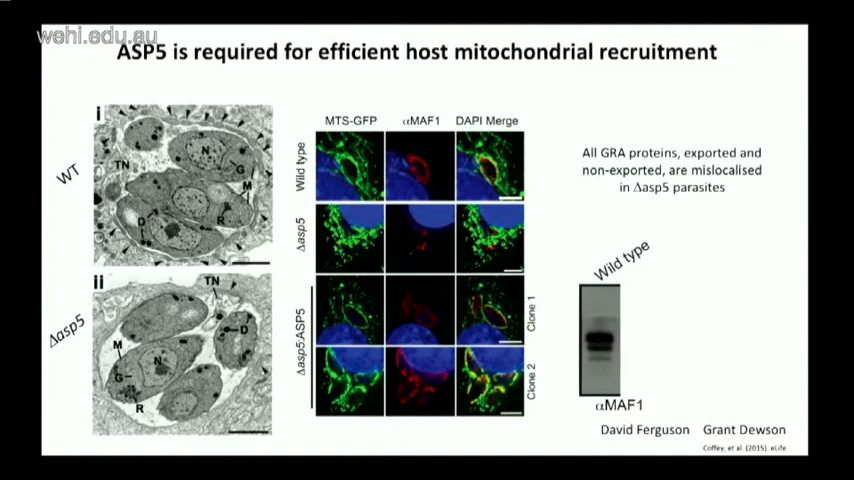 wehi.edu.au
ASP5 is required for efficient host mitochondrial recruitment
i
WT
N
G
TN
M
D
R
ii
Δasp5
TN
D
M
N
G
R
MTS-GFP αMAF1 DAPI Merge
Wild type
Δasp5
Δasp5:ASP5
Clone 1
Clone 2
All GRA proteins, exported and
non-exported, are mislocalised
in Δasp5 parasites
Wild type
αMAF1
David Ferguson Grant Dewson
Coffey, et al. (2015). eLife